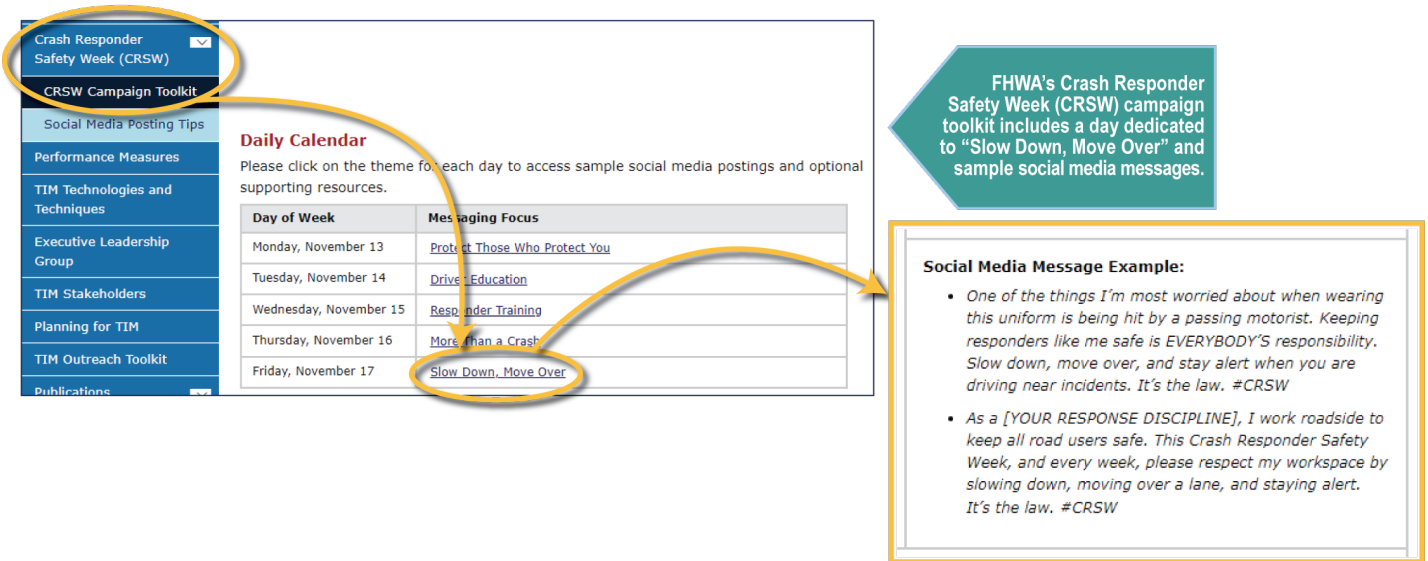 Crash Responder
Safety Week (CRSW)
CRSW Campaign Toolkit
Social Media Posting Tips
Performance Measures
TIM Technologies and
Techniques
Executive Leadership
Group
TIM Stakeholders
Planning for TIM
TIM Outreach Toolkit
Publications
Daily Calendar
Please click on the theme for each day to access sample social media postings and optional
supporting resources.
Day of Week Messaging Focus
Monday, November 13 Protect Those Who Protect You
Tuesday, November 14 Driver Education
Wednesday, November 15 Responder Training
Thursday, November 16 More Than a Crash
Friday, November 17 Slow Down, Move Over
FHWA’s Crash Responder
Safety Week (CRSW) campaign
toolkit includes a day dedicated
to “Slow Down, Move Over” and
sample social media messages.
Social Media Message Example:
• One of the things I’m most worried about when wearing
this uniform is being hit by a passing motorist. Keeping
responders like me safe is EVERYBODY’S responsibility.
Slow down, move over, and stay alert when you are
driving near incidents. It’s the law. #CRSW
• As a [YOUR RESPONSE DISCIPLINE], I work roadside to
keep all road users safe. This Crash Responder Safety
Week, and every week, please respect my workspace by
slowing down, moving over a lane, and staying alert.
It’s the law. #CRSW